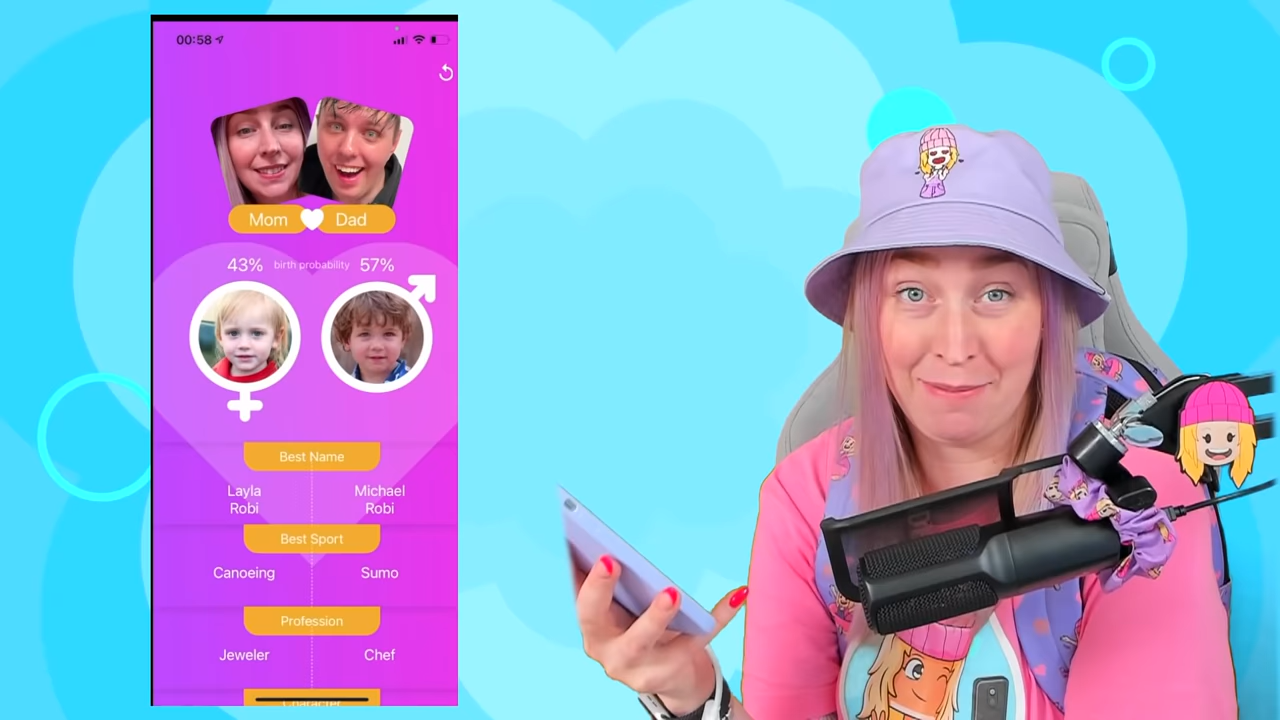 00:58
Mom Dad
43% birth probability 57%
Best Name
Layla Michael
Robi Robi
Best Sport
Canoeing Sumo
Profession
Jeweler Chef
Character